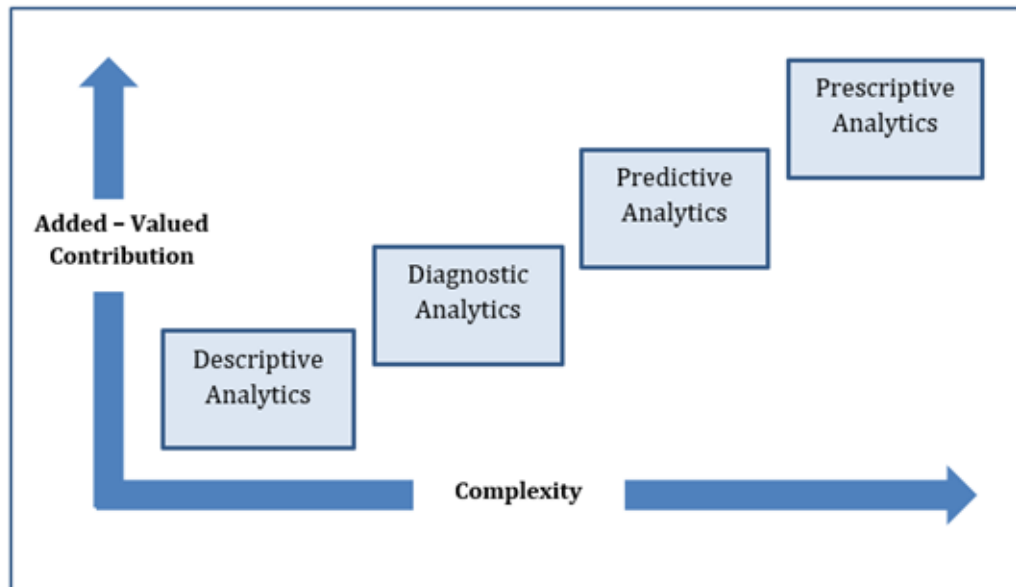 Prescriptive
Analytics
Predictive
Analytics
Added – Valued
Contribution
Diagnostic
Analytics
Descriptive
Analytics
Complexity